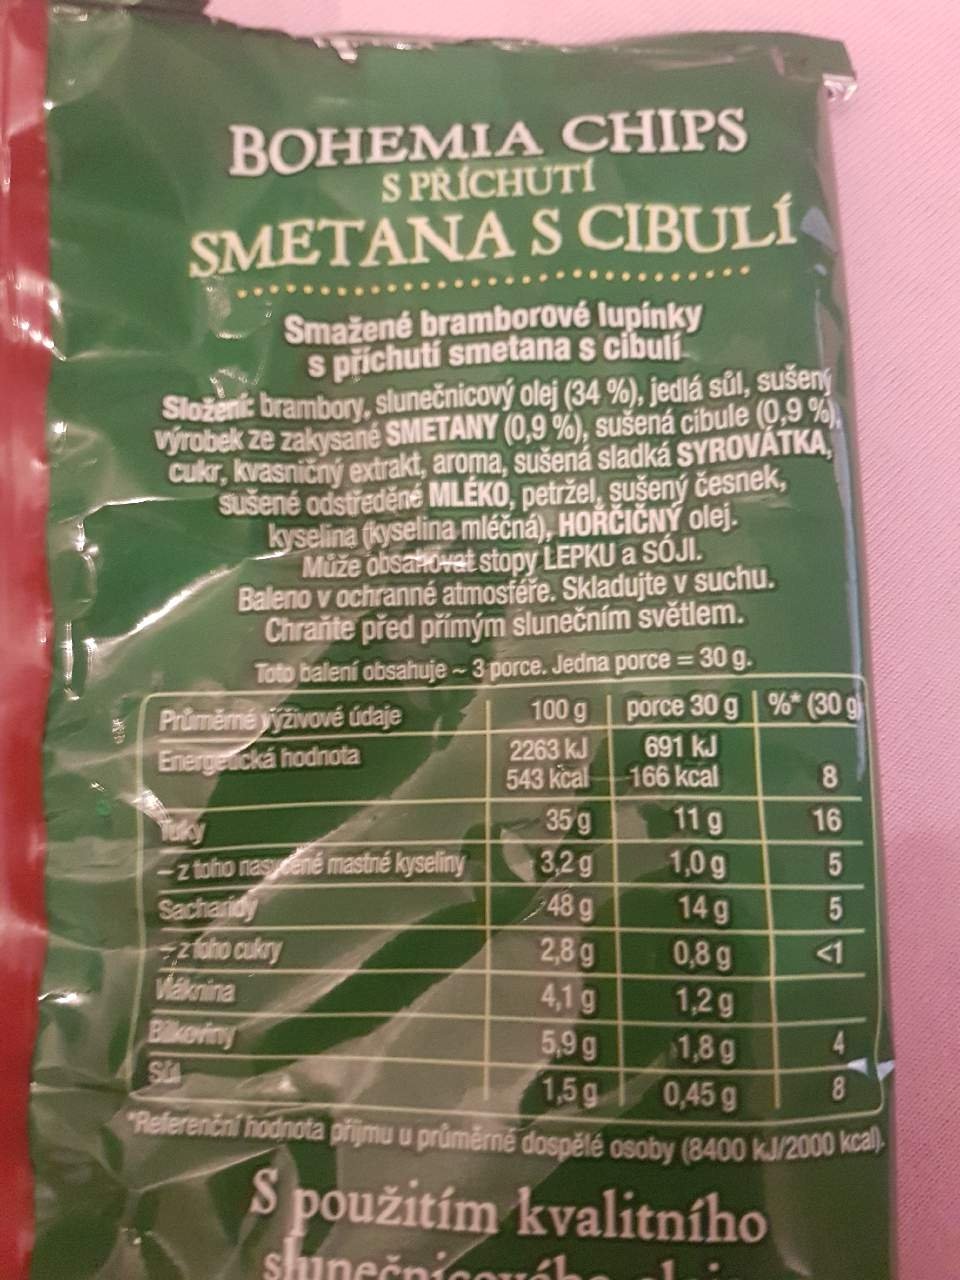 BOHEMIA CHIPS
S PŘÍCHUTÍ
SMETANA S CIBULÍ
Smažené bramborové lupínky
s příchutí smetana s cibulí
Složení: brambory, slunečnicový olej (34 %), jedlá sůl, sušený
výrobek ze zakysané SMETANY (0,9 %), sušená cibule (0,9 %),
cukr, kvasničný extrakt, aroma, sušená sladká SYROVÁTKA,
sušené odstředěné MLÉKO, petržel, sušený česnek,
kyselina (kyselina mléčná), HOŘČIČNÝ olej.
Může obsahovat stopy LEPKU a SÓJI.
Baleno v ochranné atmosféře. Skladujte v suchu.
Chraňte před přímým slunečním světlem.
Toto balení obsahuje ~ 3 porce. Jedna porce = 30 g.
Průměrné výživové údaje 100 g porce 30 g %* (30 g)
Energetická hodnota 2263 kJ 691 kJ
543 kcal 166 kcal 8
Tuky 35 g 11 g 16
– z toho nasycené mastné kyseliny 3,2 g 1,0 g 5
Sacharidy 48 g 14 g 5
– z toho cukry 2,8 g 0,8 g <1
Vláknina 4,1 g 1,2 g
Bílkoviny 5,9 g 1,8 g 4
Sůl 1,5 g 0,45 g 8
*Referenční hodnota příjmu u průměrné dospělé osoby (8400 kJ/2000 kcal).
S použitím kvalitního